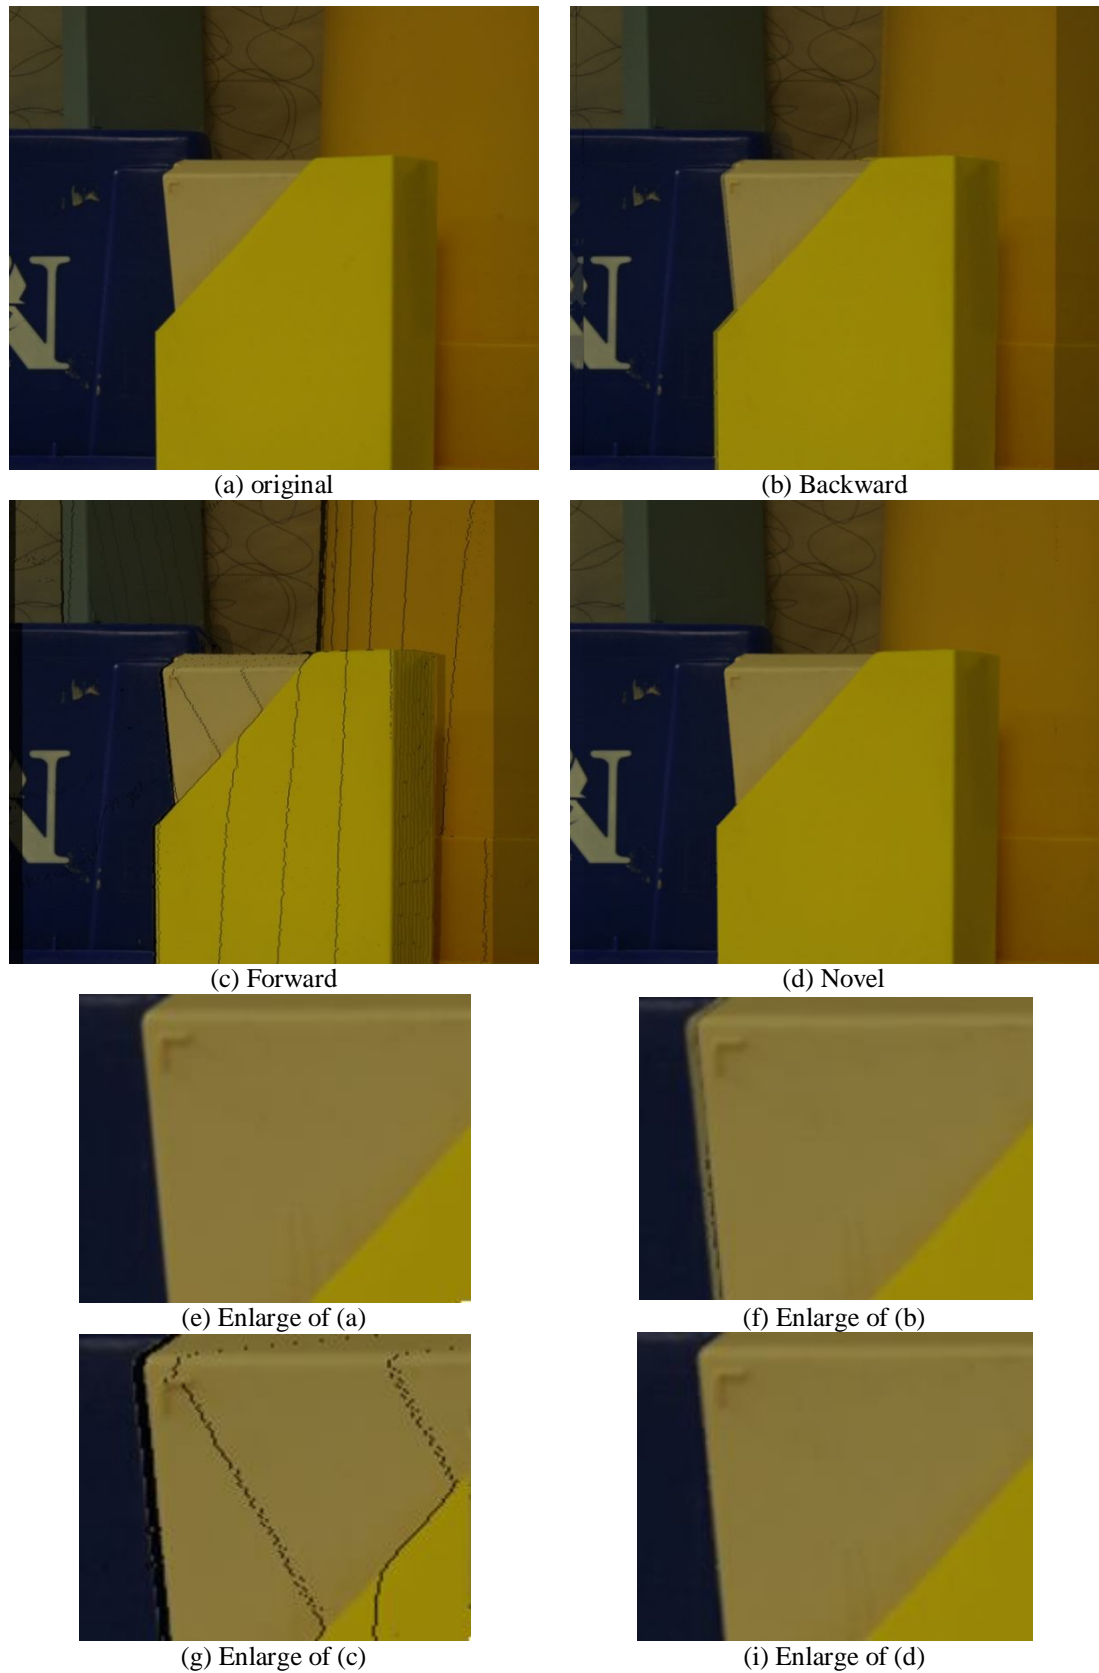 (a) original
(b) Backward
(c) Forward
(d) Novel
(e) Enlarge of (a)
(f) Enlarge of (b)
(g) Enlarge of (c)
(i) Enlarge of (d)